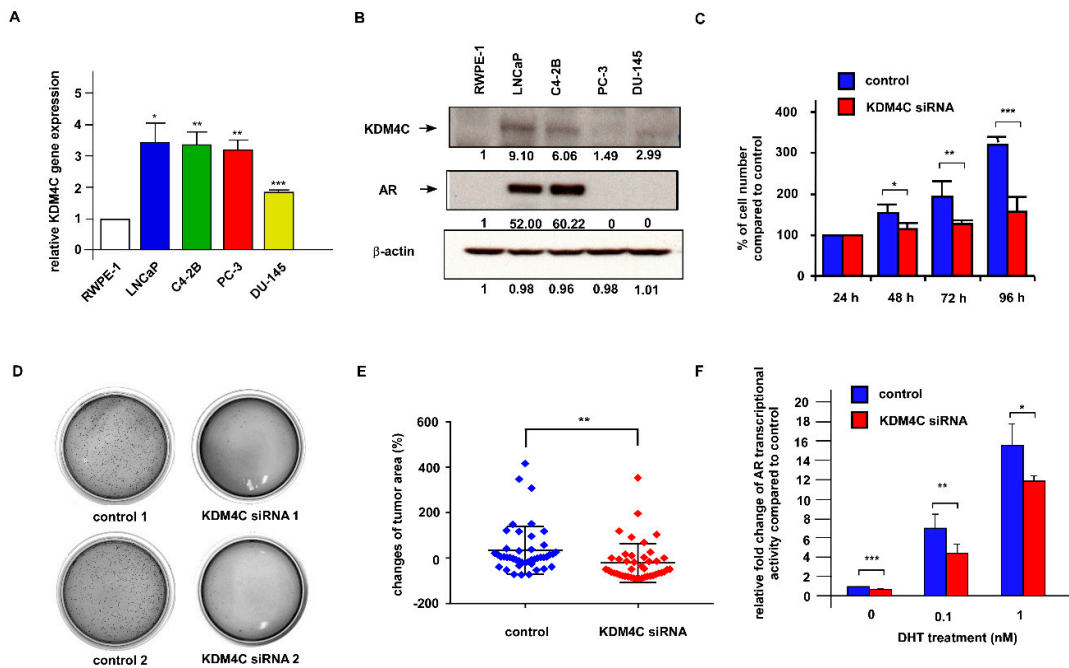 A
relative KDM4C gene expression
5
4
3
2
1
0
*
**
**
***
RWPE-1
LNCaP
C4-2B
PC-3
DU-145
B
RWPE-1
LNCaP
C4-2B
PC-3
DU-145
KDM4C
1 9.10 6.06 1.49 2.99
AR
1 52.00 60.22 0 0
β-actin
1 0.98 0.96 0.98 1.01
C
control
KDM4C siRNA
% of cell number
compared to control
400
300
200
100
0
*
**
***
24 h 48 h 72 h 96 h
D
control 1
KDM4C siRNA 1
control 2
KDM4C siRNA 2
E
changes of tumor area (%)
600
400
200
0
-200
**
control KDM4C siRNA
F
control
KDM4C siRNA
relative fold change of AR transcriptional
activity compared to control
20
18
16
14
12
10
8
6
4
2
0
***
**
*
0 0.1 1
DHT treatment (nM)